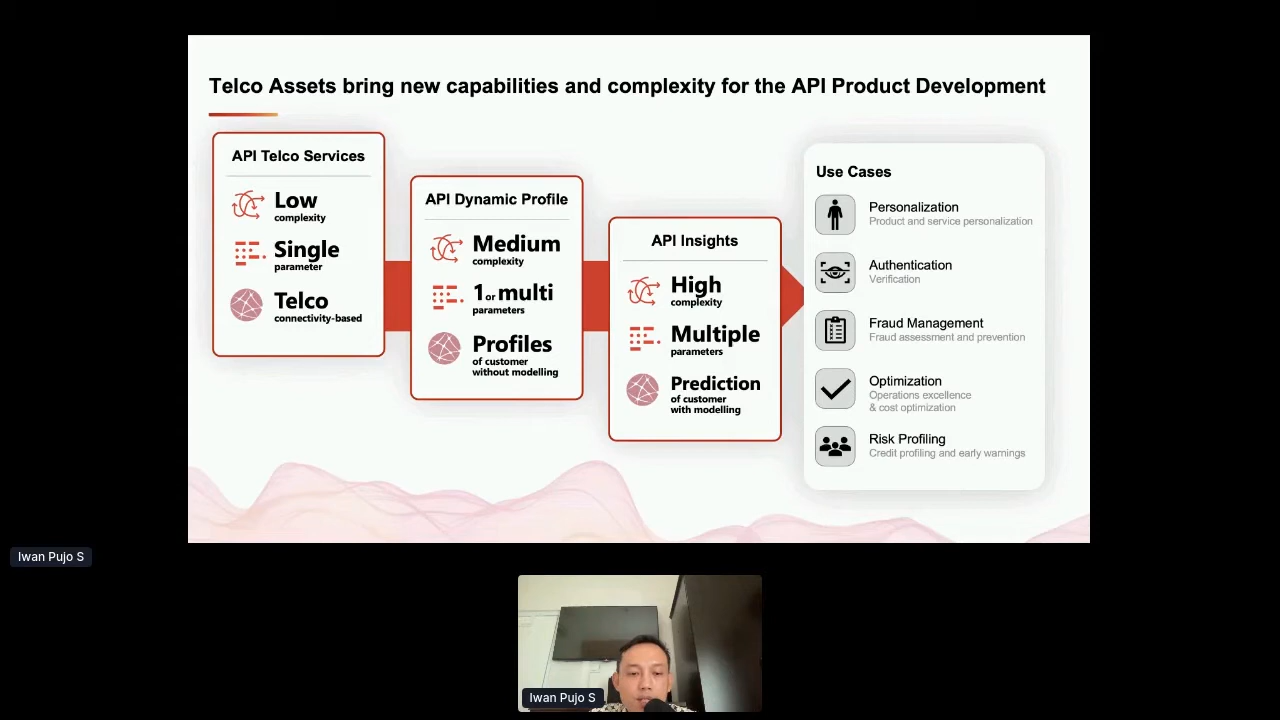 Telco Assets bring new capabilities and complexity for the API Product Development
API Telco Services
Low
complexity
Single
parameter
Telco
connectivity-based
API Dynamic Profile
Medium
complexity
1 or multi
parameters
Profiles
of customer
without modelling
API Insights
High
complexity
Multiple
parameters
Prediction
of customer
with modelling
Use Cases
Personalization
Product and service personalization
Authentication
Verification
Fraud Management
Fraud assessment and prevention
Optimization
Operations excellence
& cost optimization
Risk Profiling
Credit profiling and early warnings
Iwan Pujo S
Iwan Pujo S